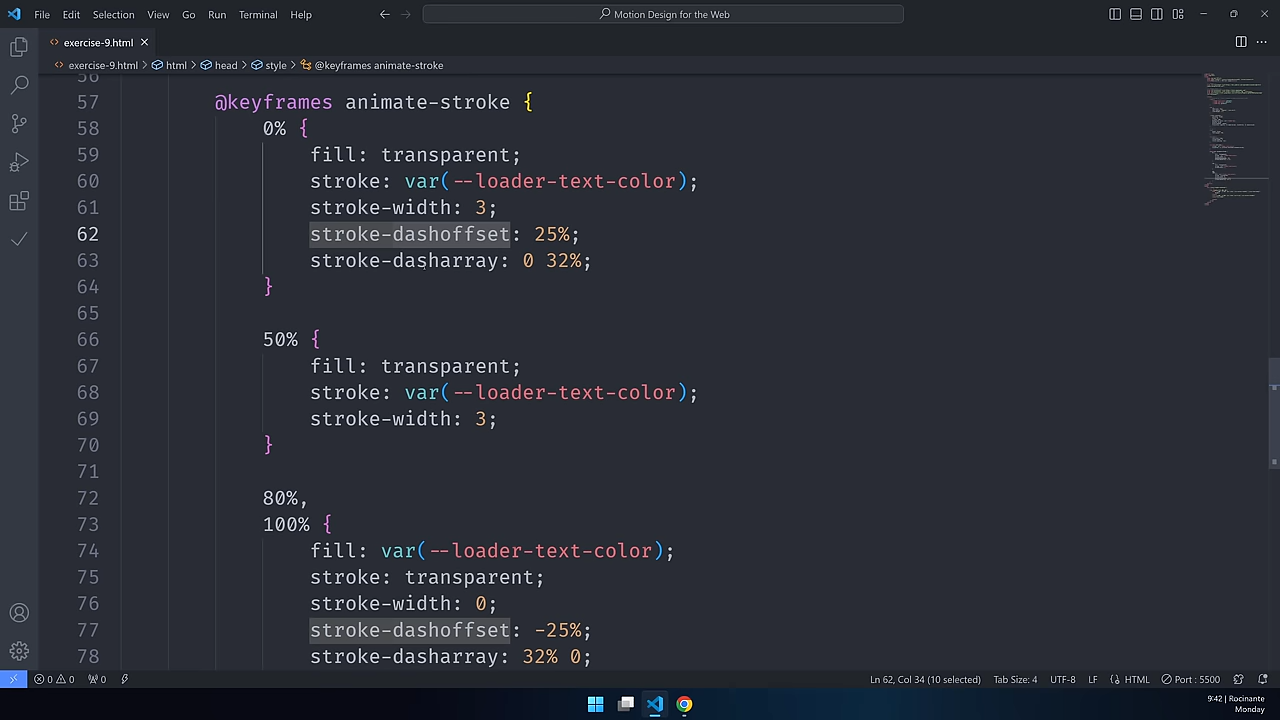 File Edit Selection View Go Run Terminal Help
Motion Design for the Web
exercise-9.html
exercise-9.html > html > head > style > @keyframes animate-stroke
56
57 @keyframes animate-stroke {
58 0% {
59 fill: transparent;
60 stroke: var(--loader-text-color);
61 stroke-width: 3;
62 stroke-dashoffset: 25%;
63 stroke-dasharray: 0 32%;
64 }
65
66 50% {
67 fill: transparent;
68 stroke: var(--loader-text-color);
69 stroke-width: 3;
70 }
71
72 80%,
73 100% {
74 fill: var(--loader-text-color);
75 stroke: transparent;
76 stroke-width: 0;
77 stroke-dashoffset: -25%;
78 stroke-dasharray: 32% 0;
0 0 0 Ln 62, Col 34 (10 selected) Tab Size: 4 UTF-8 LF HTML Port : 5500
9:42 | Rocinante
Monday